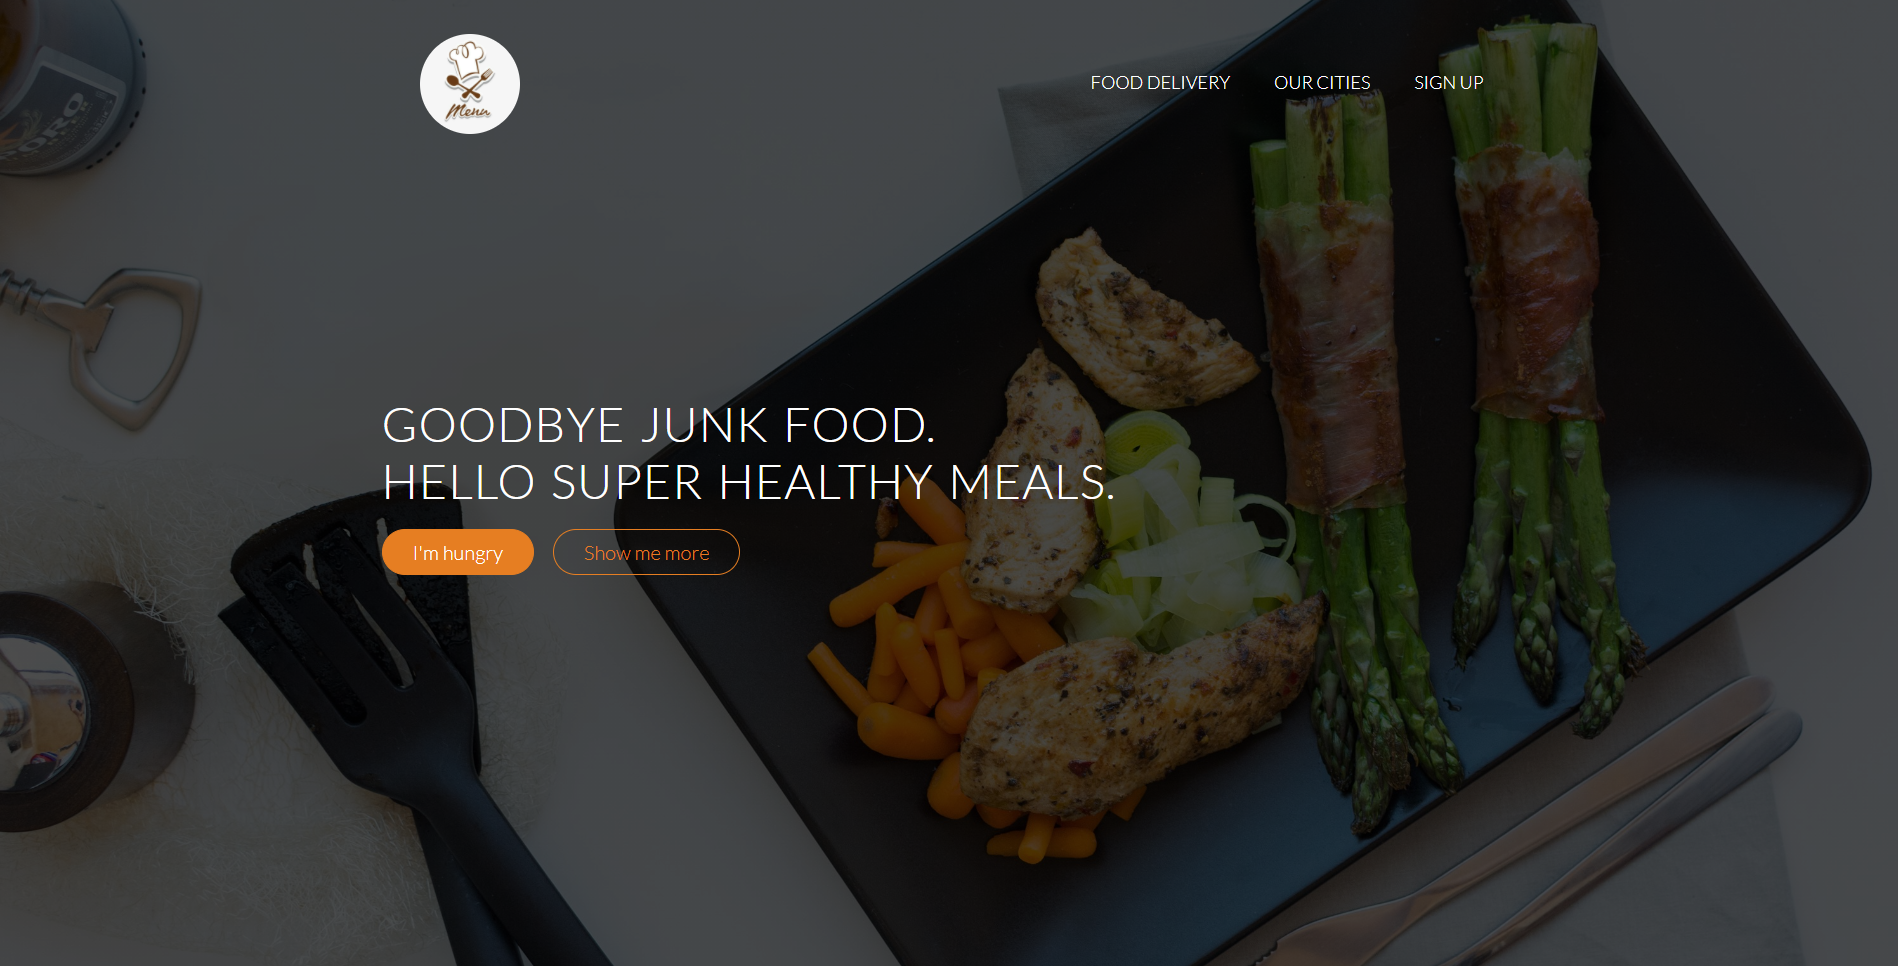 Menu
FOOD DELIVERY OUR CITIES SIGN UP
GOODBYE JUNK FOOD.
HELLO SUPER HEALTHY MEALS.
I'm hungry Show me more